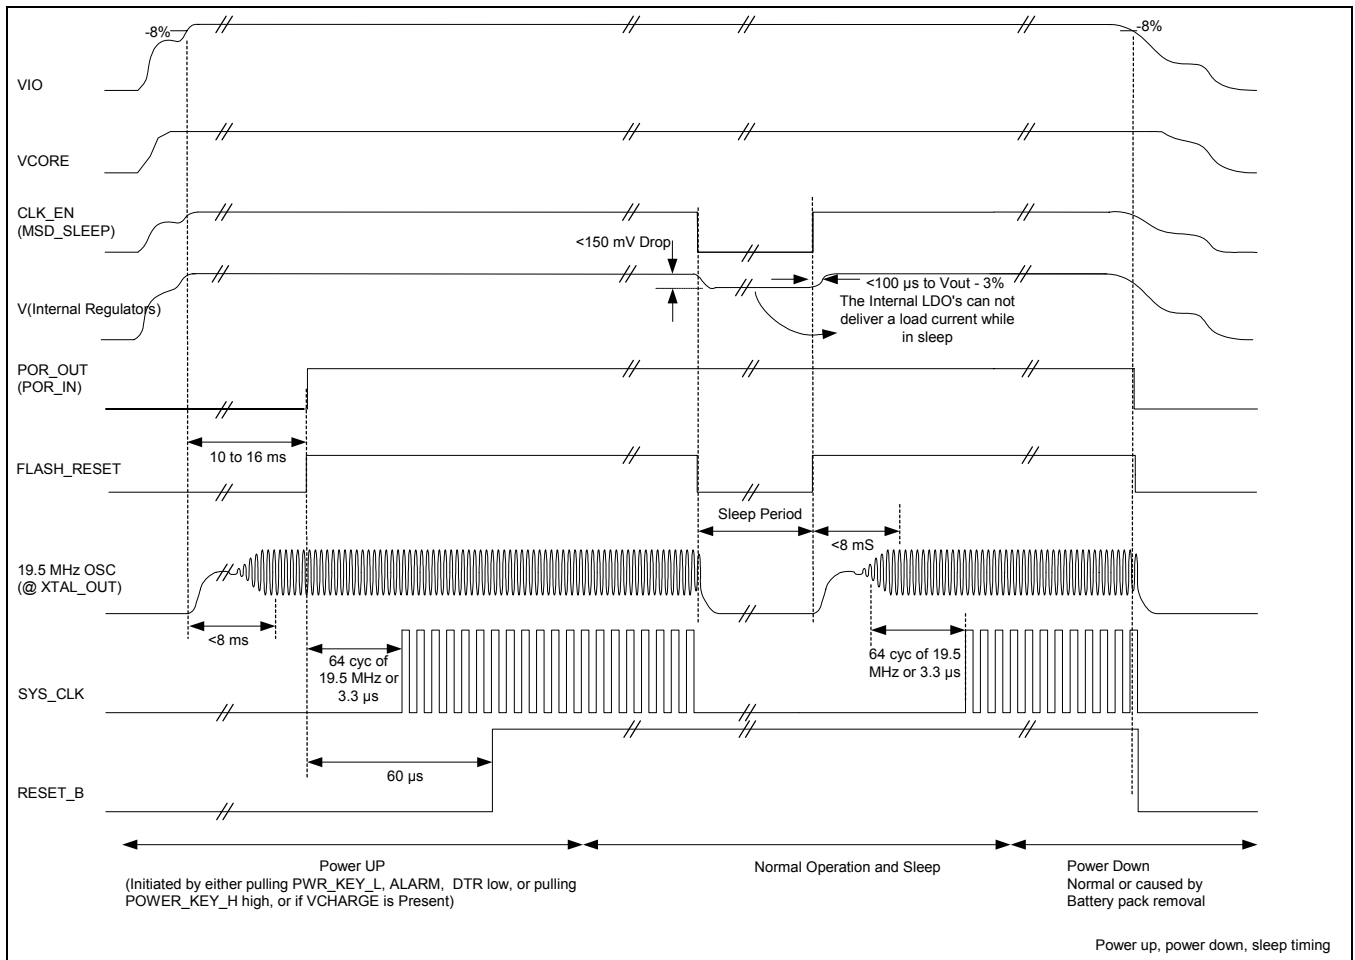 -8%
-8%
VIO
VCORE
CLK_EN
(MSD_SLEEP)
<150 mV Drop
<100 µs to Vout - 3%
The Internal LDO's can not
deliver a load current while
in sleep
V(Internal Regulators)
POR_OUT
(POR_IN)
10 to 16 ms
FLASH_RESET
Sleep Period
<8 mS
19.5 MHz OSC
(@ XTAL_OUT)
<8 ms
64 cyc of
19.5 MHz or
3.3 µs
64 cyc of 19.5
MHz or 3.3 µs
SYS_CLK
60 µs
RESET_B
Power UP
(Initiated by either pulling PWR_KEY_L, ALARM, DTR low, or pulling
POWER_KEY_H high, or if VCHARGE is Present)
Normal Operation and Sleep
Power Down
Normal or caused by
Battery pack removal
Power up, power down, sleep timing